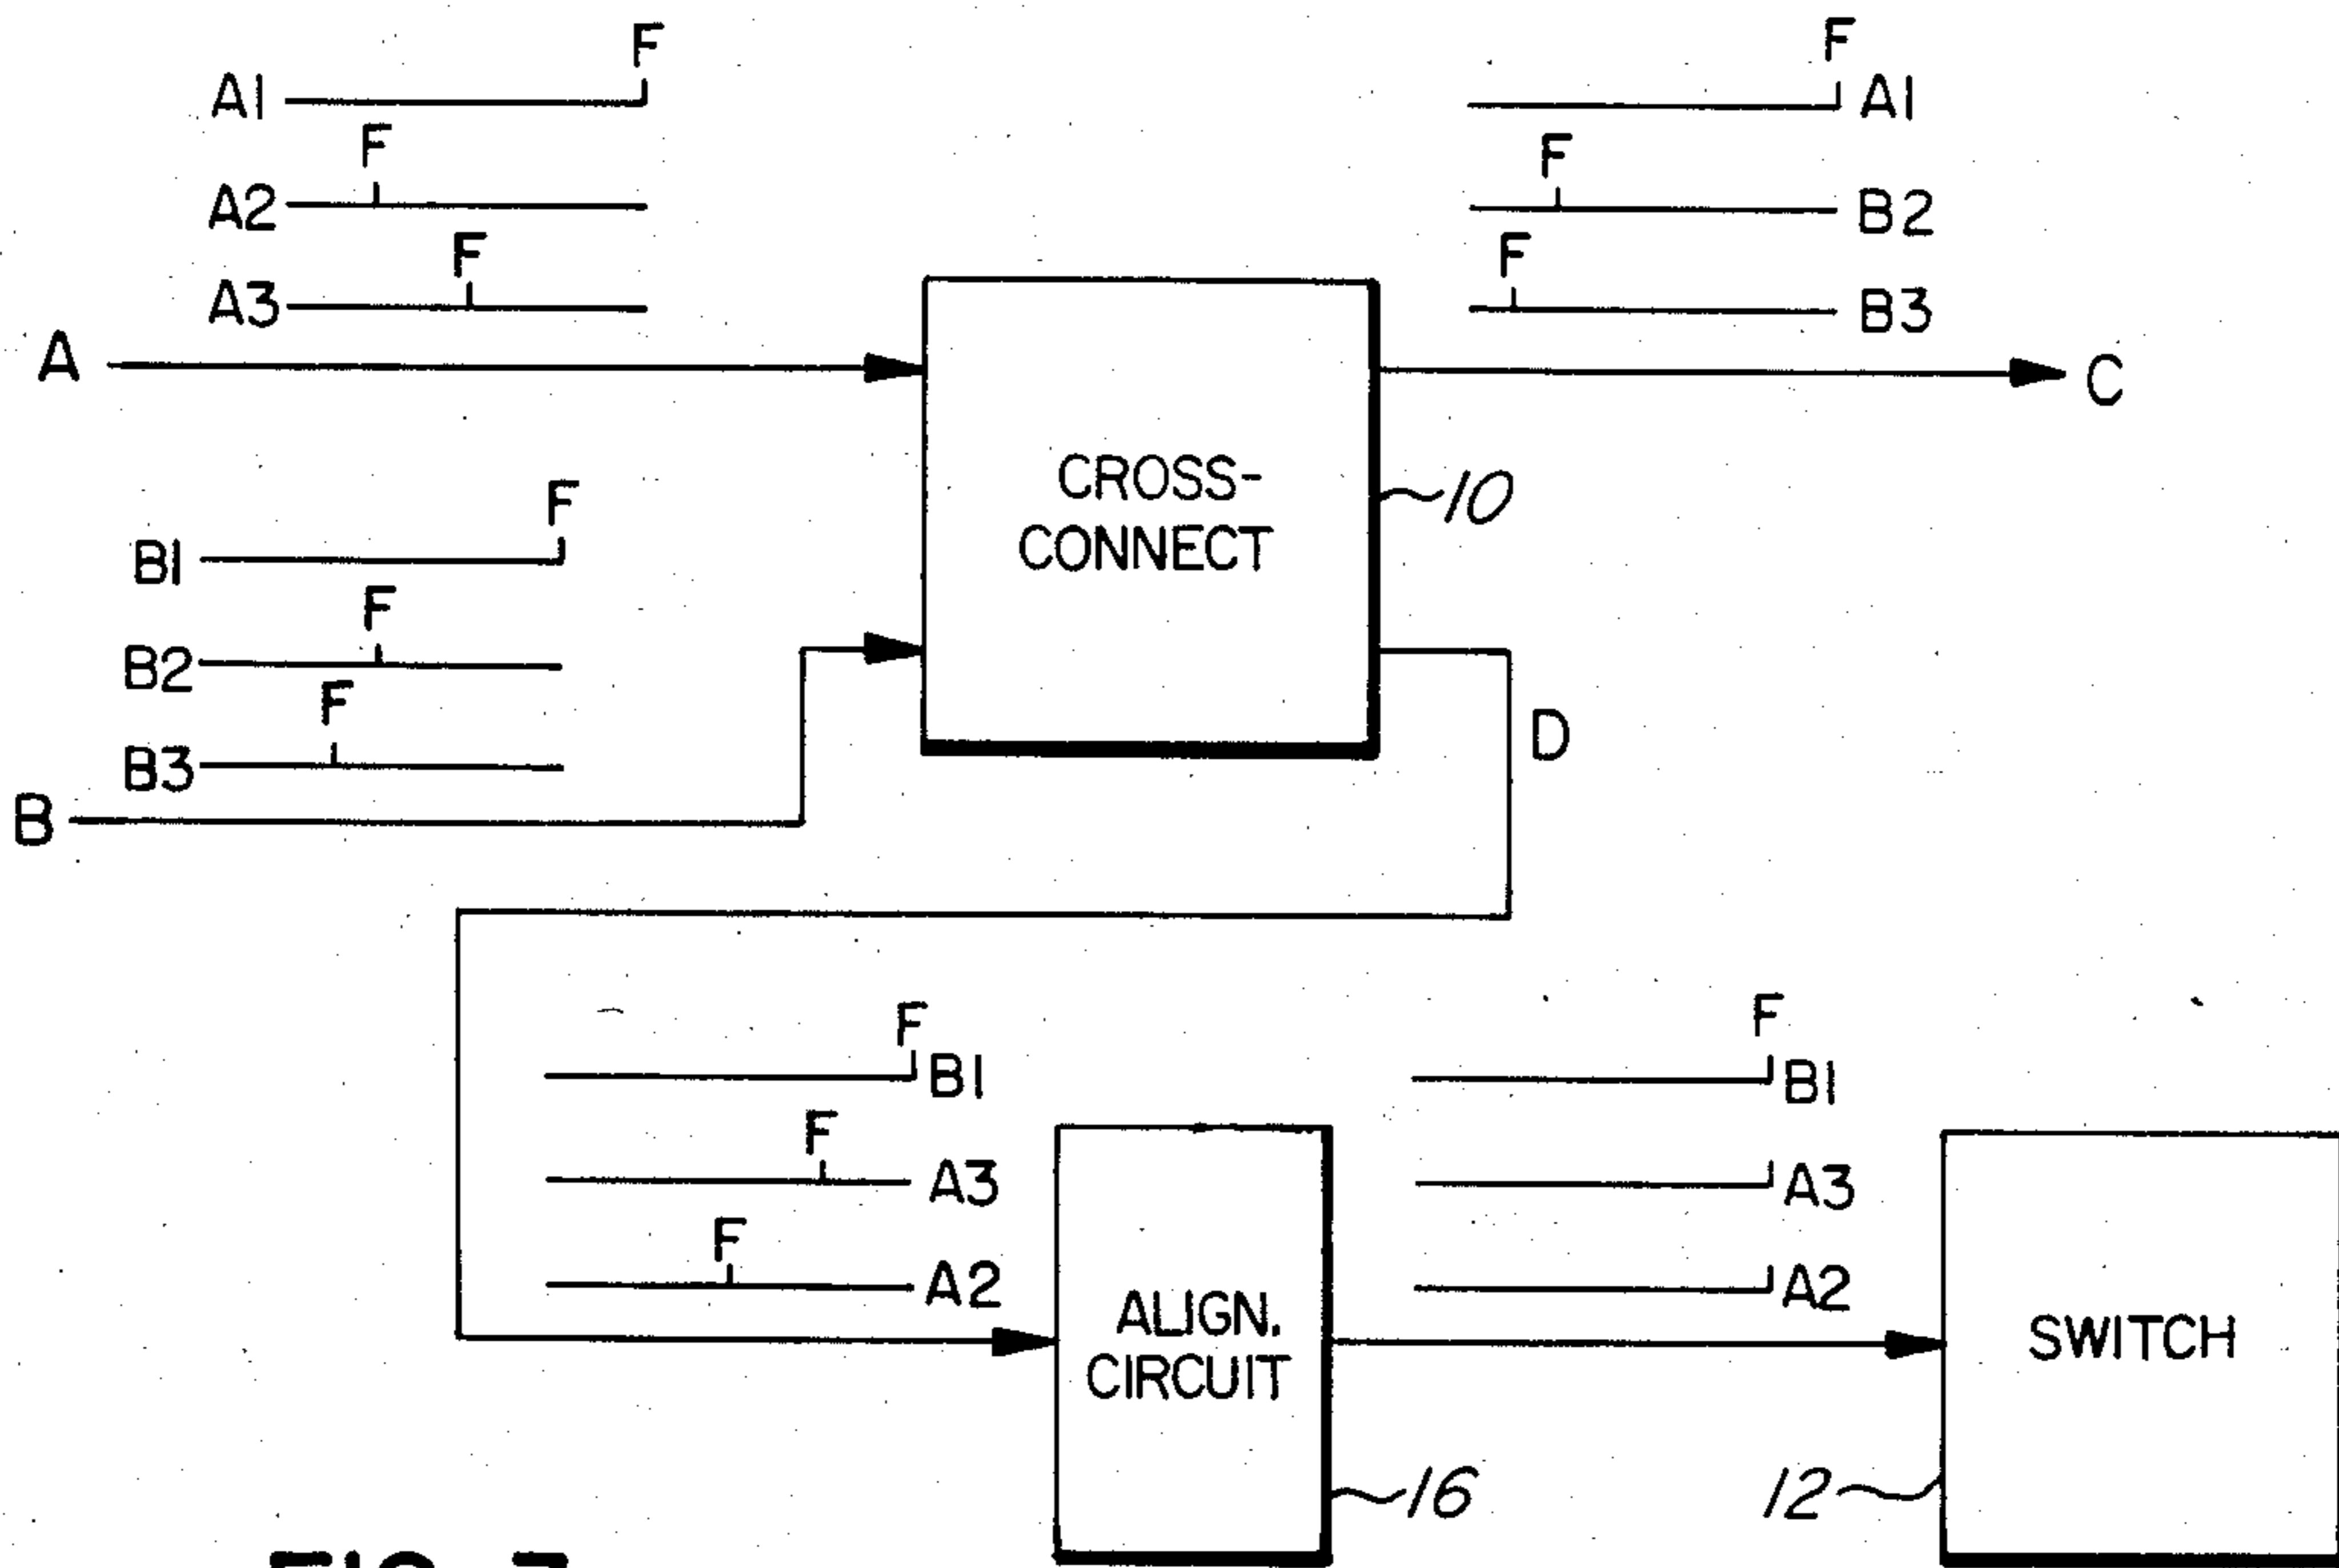 F
A1
F
A2
F
A3
A
F
A1
F
B2
F
B3
C
CROSS-
CONNECT
10
F
B1
F
B2
F
B3
B
D
F
B1
F
A3
F
A2
ALIGN.
CIRCUIT
16
F
B1
A3
A2
SWITCH
12